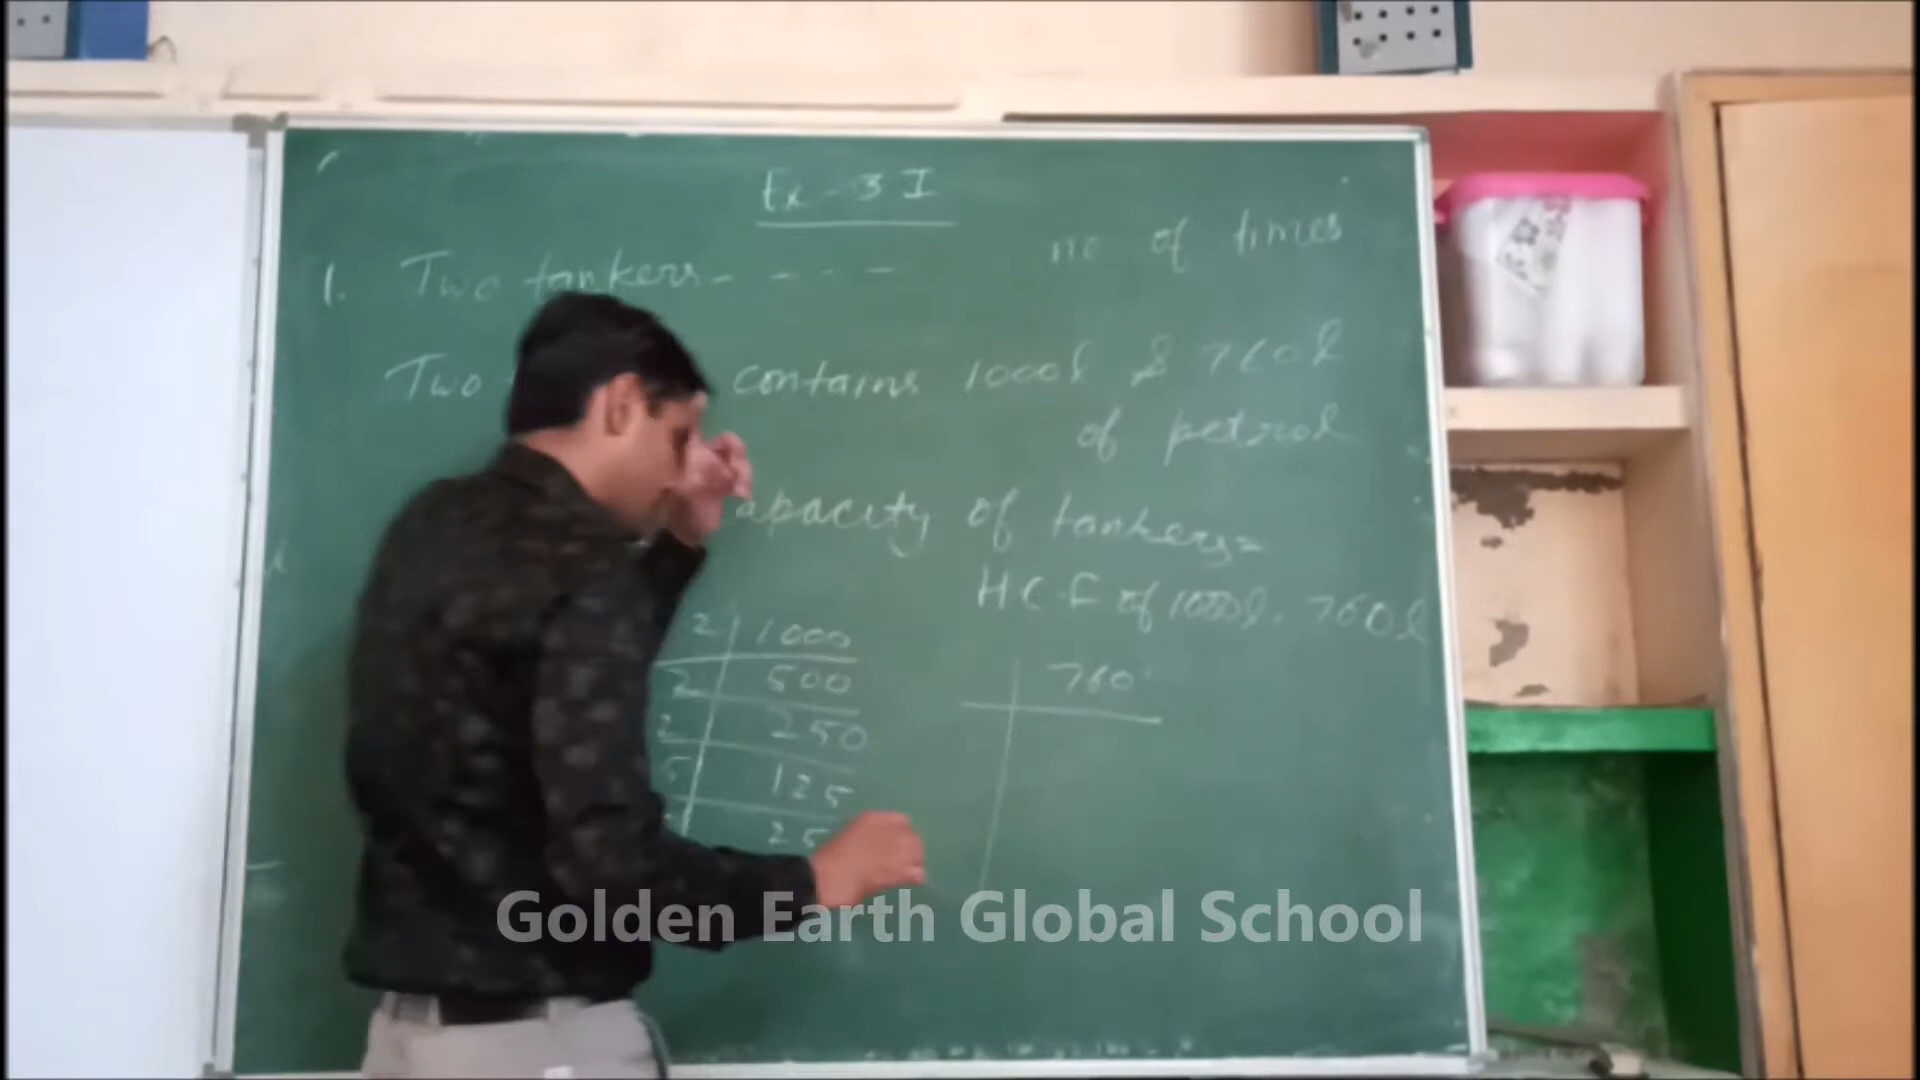 Ex - 3 I
1. Two tankers - - - - no of times
Two contains 1000l & 760l
of petrol
apacity of tankers =
HCF of 1000l, 760l
2 1000
2 500
2 250
5 125
25
760
Golden Earth Global School